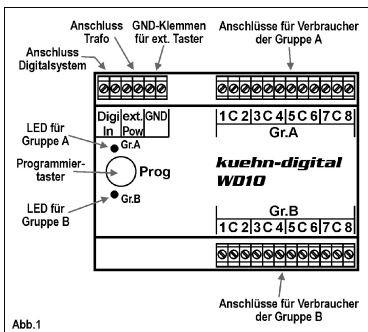 Anschluss
Trafo
GND-Klemmen
für ext. Taster
Anschlüsse für Verbraucher
der Gruppe A
Anschluss
Digitalsystem
Digi ext. GND
In Pow
1 C 2 3 C 4 5 C 6 7 C 8
Gr.A
LED für
Gruppe A
Gr.A
Programmier-
taster
Prog
kuehn-digital
WD10
LED für
Gruppe B
Gr.B
Gr.B
1 C 2 3 C 4 5 C 6 7 C 8
Anschlüsse für Verbraucher
der Gruppe B
Abb.1